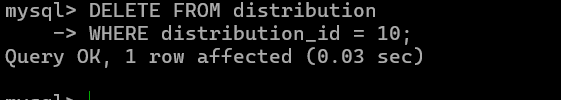 mysql> DELETE FROM distribution
    -> WHERE distribution_id = 10;
Query OK, 1 row affected (0.03 sec)
mysql>